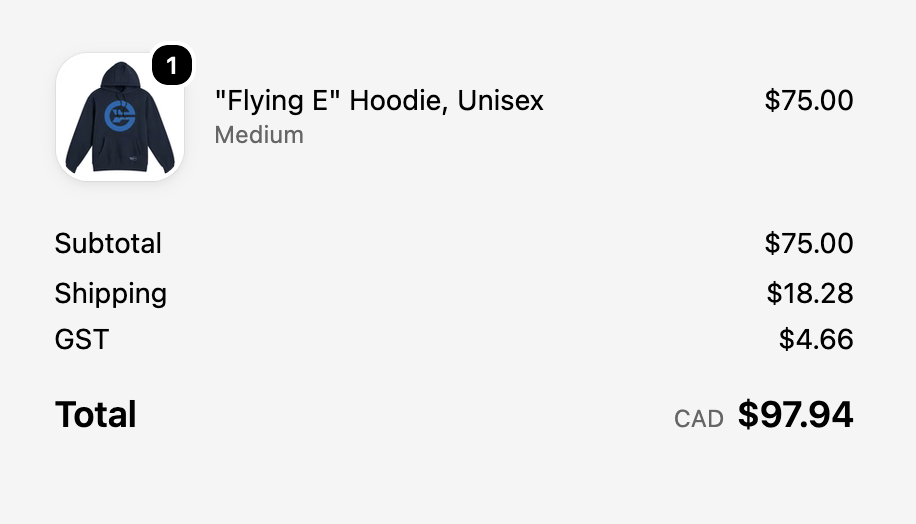 1
"Flying E" Hoodie, Unisex $75.00
Medium
Subtotal $75.00
Shipping $18.28
GST $4.66
Total CAD $97.94